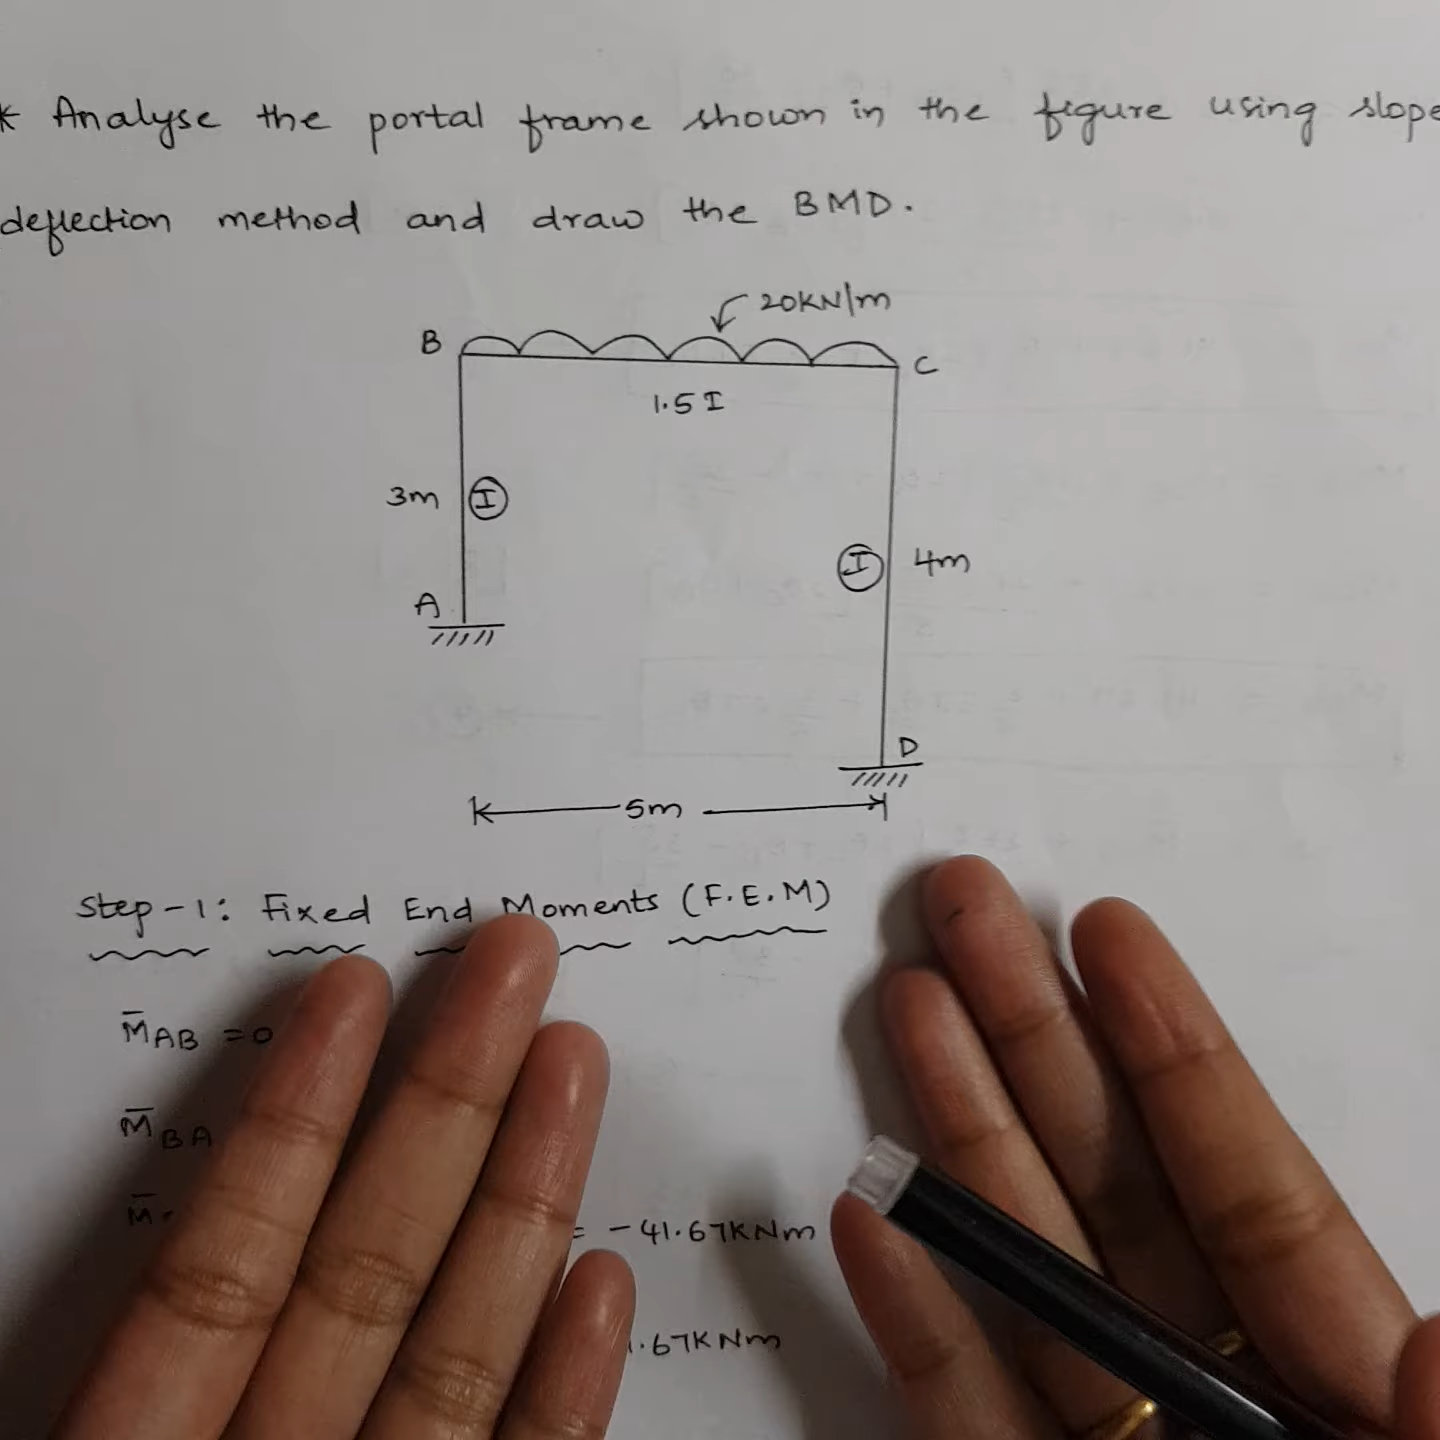 * Analyse the portal frame shown in the figure using slope
deflection method and draw the BMD.
20KN/m
B
C
1.5I
3m
I
I
4m
A
D
5m
Step-1: Fixed End Moments (F.E.M)
M̅AB = 0
M̅BA
M̅
= -41.67KNm
.67KNm